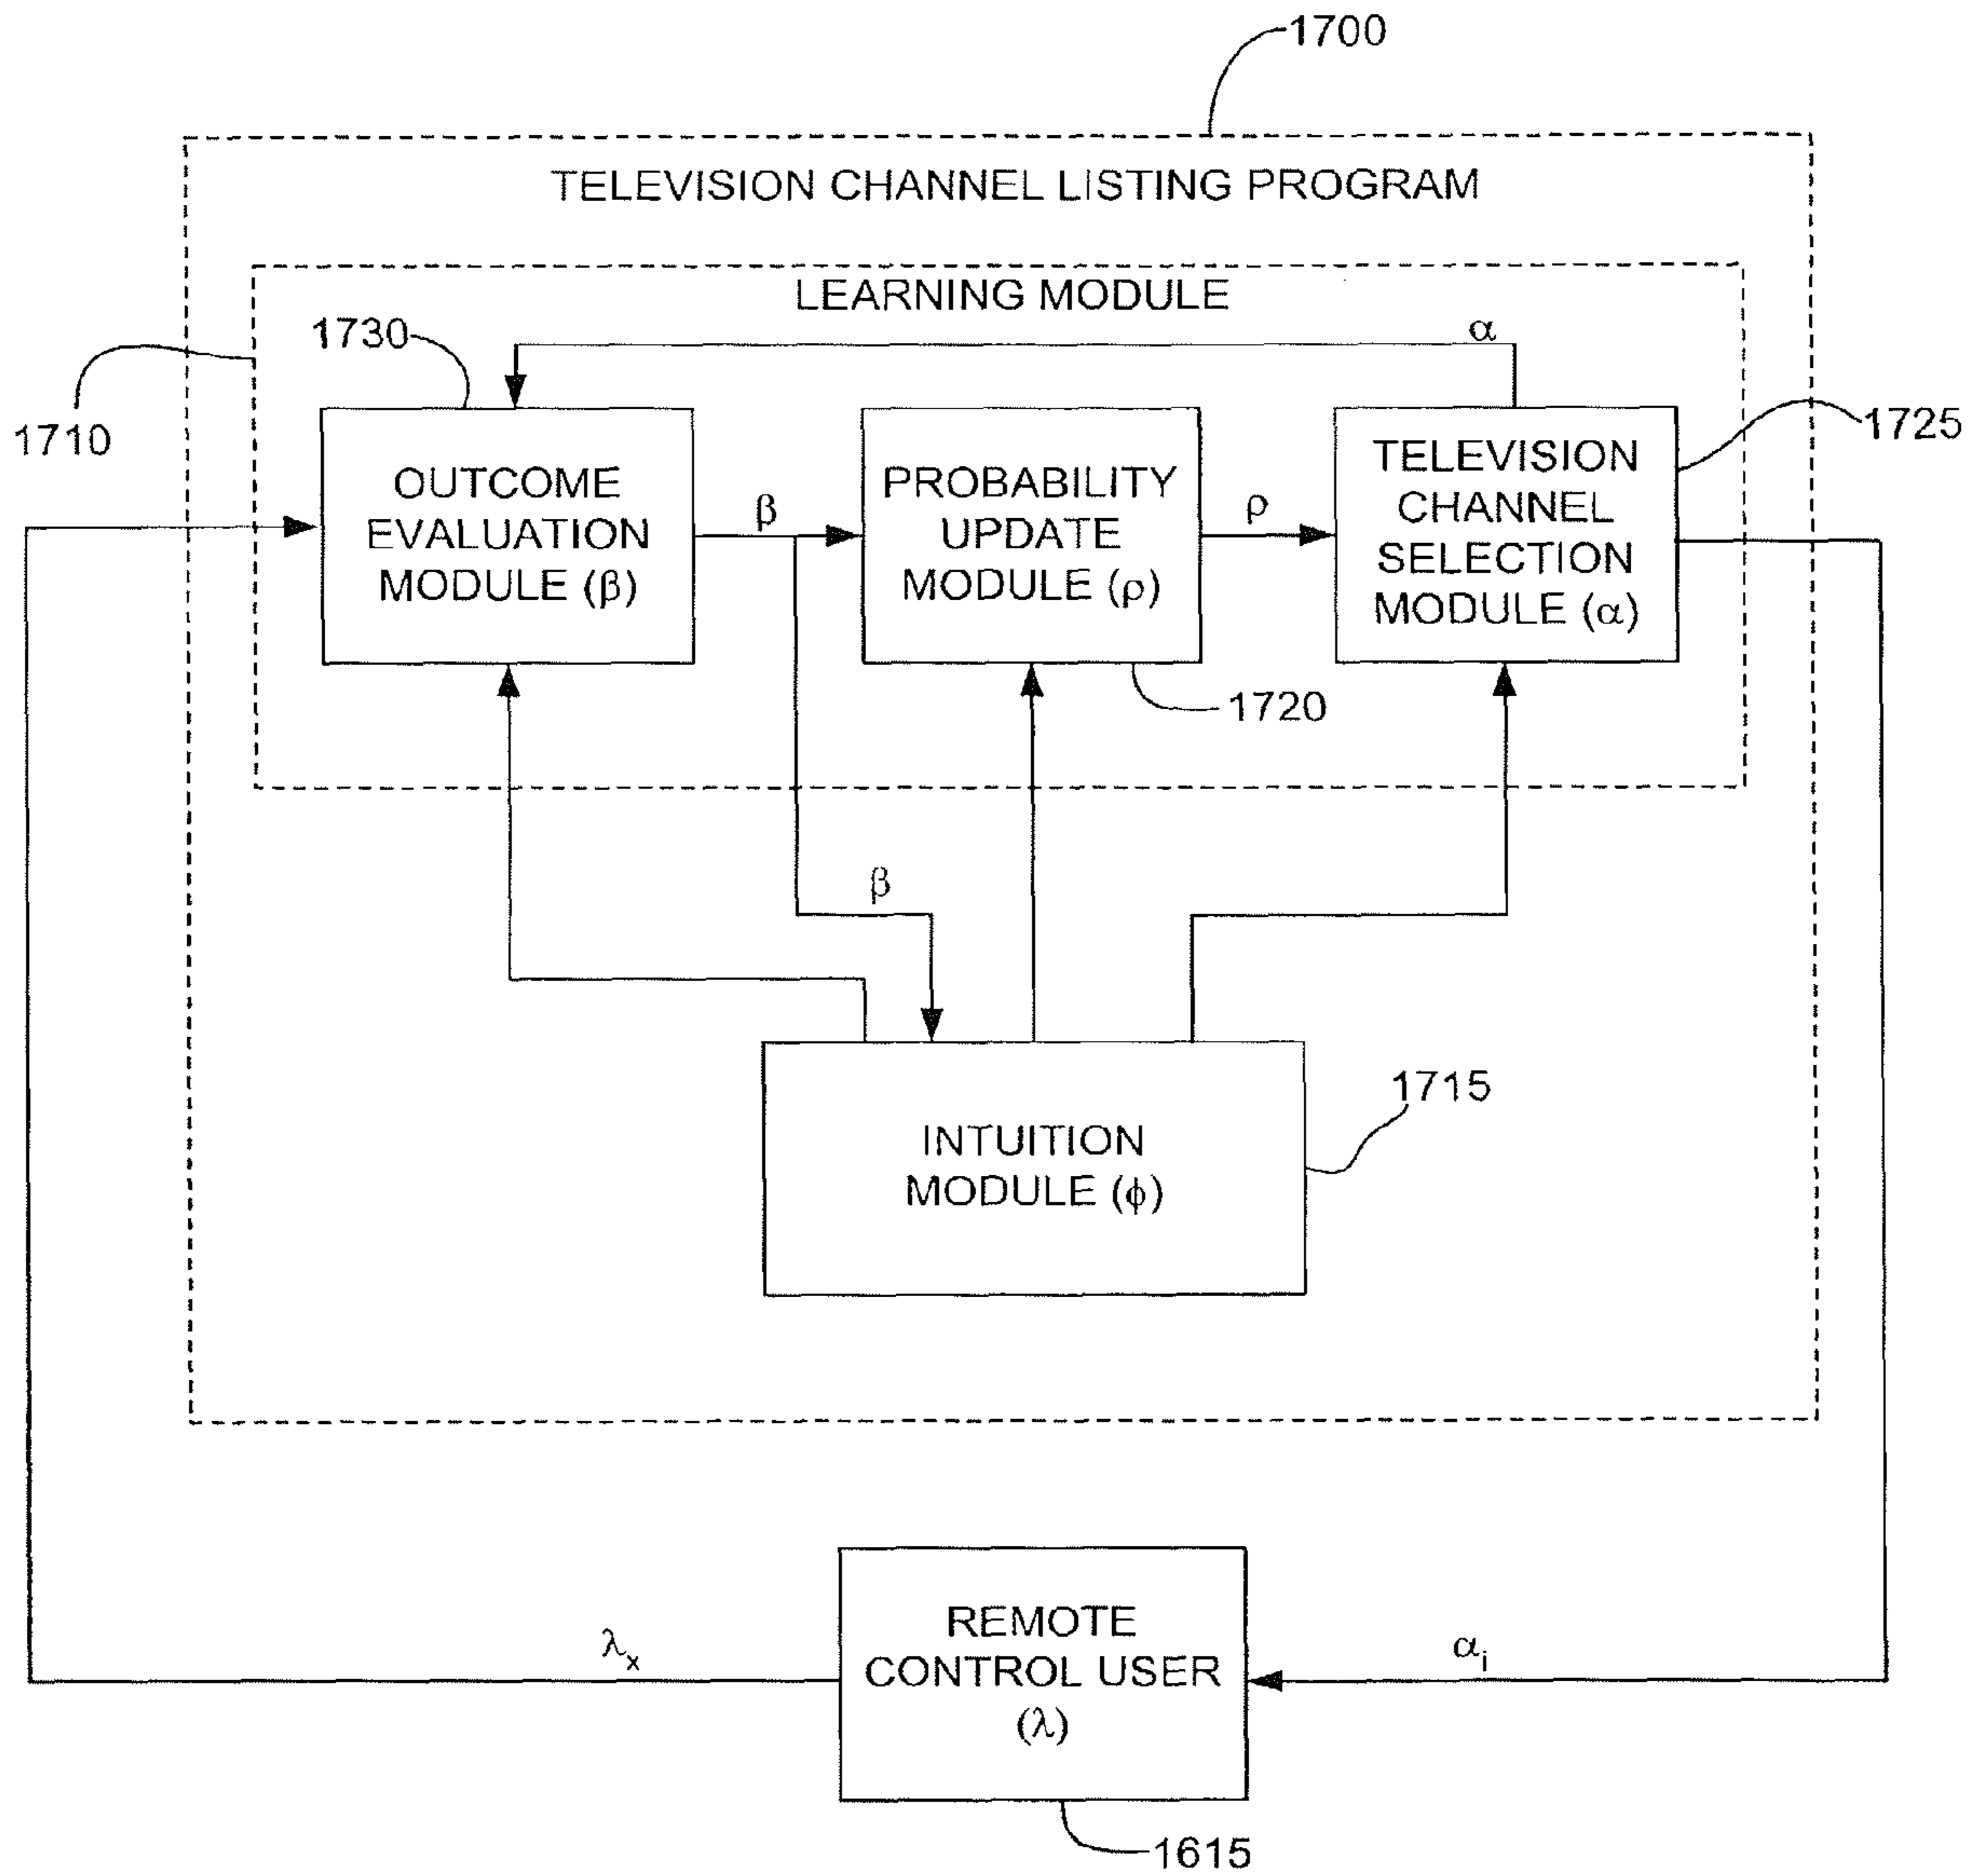 1700
TELEVISION CHANNEL LISTING PROGRAM
LEARNING MODULE
1730
α
1710
1725
OUTCOME
EVALUATION
MODULE (β)
β
PROBABILITY
UPDATE
MODULE (ρ)
ρ
TELEVISION
CHANNEL
SELECTION
MODULE (α)
1720
β
1715
INTUITION
MODULE (ϕ)
λx
REMOTE
CONTROL USER
(λ)
αi
1615